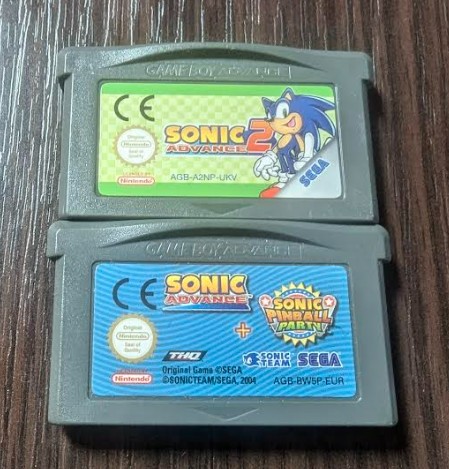 GAME BOY ADVANCE
CE
Original
Nintendo
Seal of
Quality
SONIC
ADVANCE 2
Nintendo
AGB-A2NP-UKV
SEGA
GAME BOY ADVANCE
CE
SONIC
ADVANCE
+
SONIC
PINBALL
PARTY
Original
Nintendo
Seal of
Quality
THQ
SONIC
TEAM
SEGA
Nintendo
Original Game ©SEGA
©SONICTEAM/SEGA, 2004
AGB-BW5P-EUR